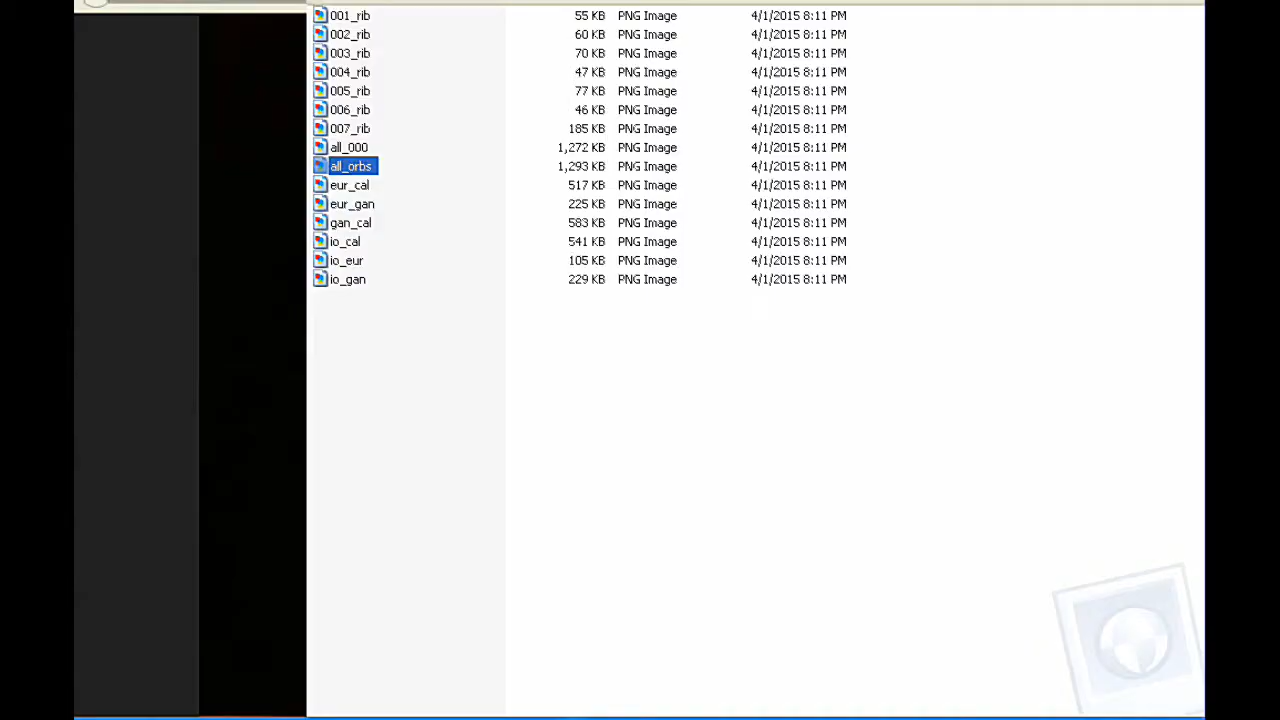 001_rib 55 KB PNG Image 4/1/2015 8:11 PM
002_rib 60 KB PNG Image 4/1/2015 8:11 PM
003_rib 70 KB PNG Image 4/1/2015 8:11 PM
004_rib 47 KB PNG Image 4/1/2015 8:11 PM
005_rib 77 KB PNG Image 4/1/2015 8:11 PM
006_rib 46 KB PNG Image 4/1/2015 8:11 PM
007_rib 185 KB PNG Image 4/1/2015 8:11 PM
all_000 1,272 KB PNG Image 4/1/2015 8:11 PM
all_orbs 1,293 KB PNG Image 4/1/2015 8:11 PM
eur_cal 517 KB PNG Image 4/1/2015 8:11 PM
eur_gan 225 KB PNG Image 4/1/2015 8:11 PM
gan_cal 583 KB PNG Image 4/1/2015 8:11 PM
io_cal 541 KB PNG Image 4/1/2015 8:11 PM
io_eur 105 KB PNG Image 4/1/2015 8:11 PM
io_gan 229 KB PNG Image 4/1/2015 8:11 PM